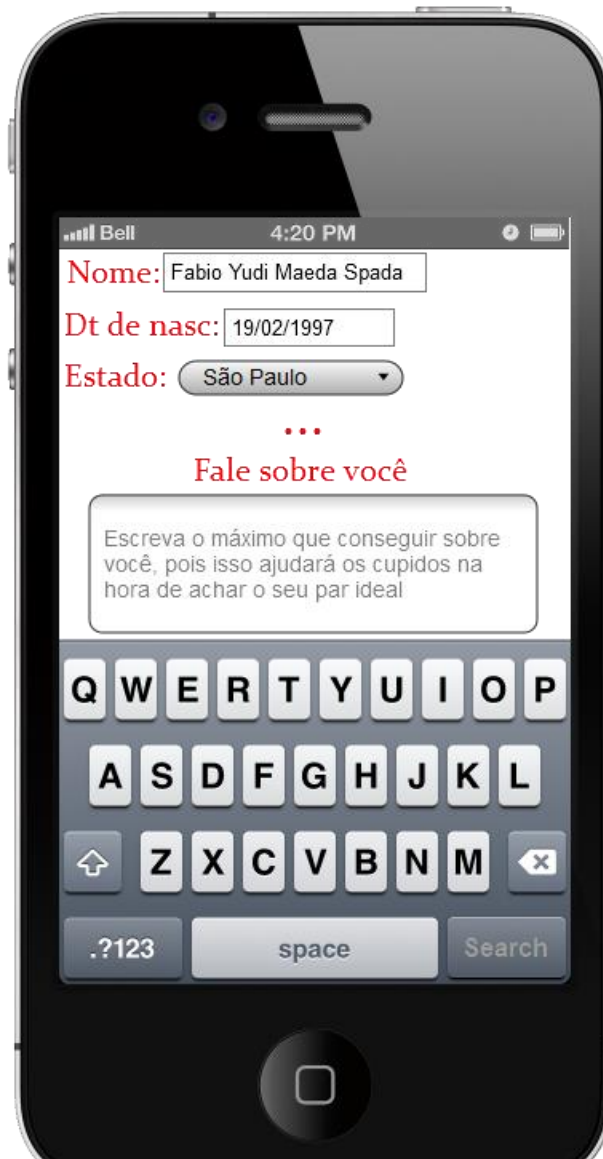 Bell 4:20 PM
Nome: Fabio Yudi Maeda Spada
Dt de nasc: 19/02/1997
Estado: São Paulo
...
Fale sobre você
Escreva o máximo que conseguir sobre
você, pois isso ajudará os cupidos na
hora de achar o seu par ideal
Q W E R T Y U I O P
A S D F G H J K L
Z X C V B N M
.?123 space Search